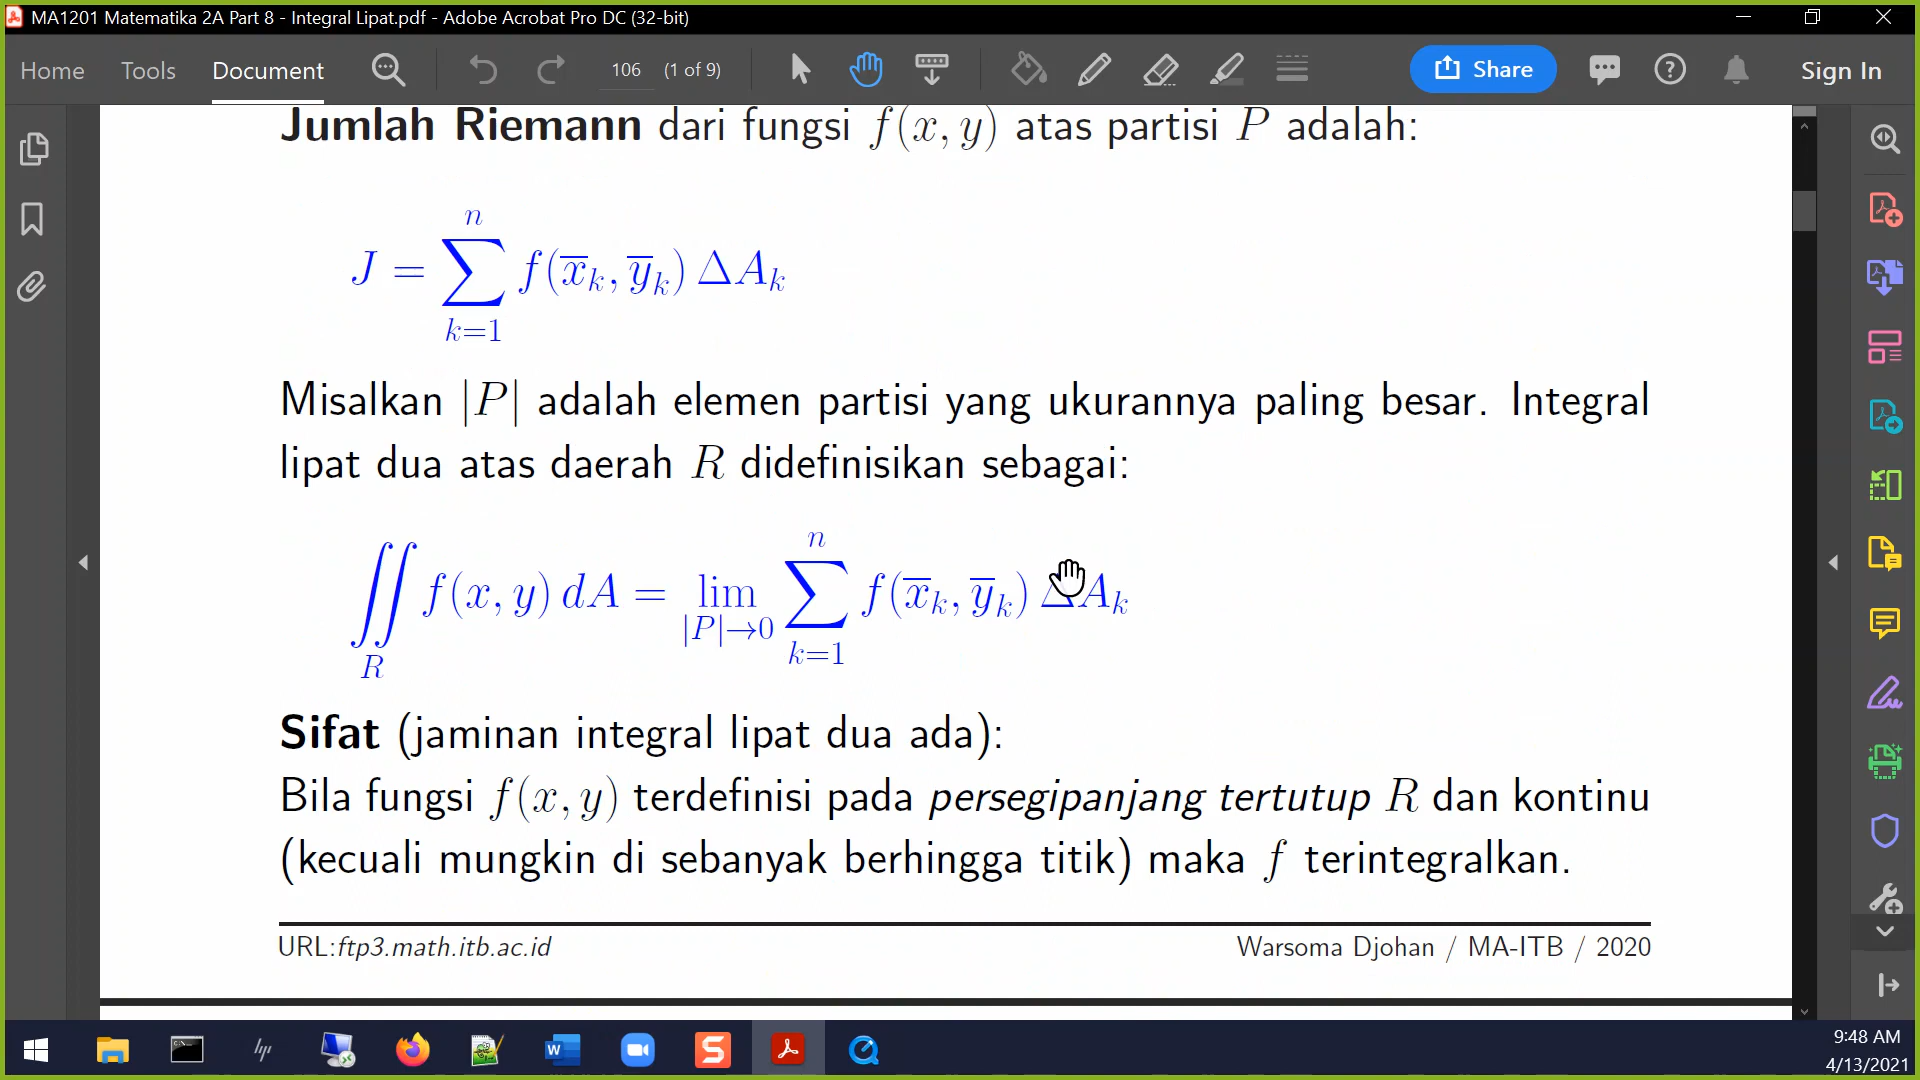 MA1201 Matematika 2A Part 8 - Integral Lipat.pdf - Adobe Acrobat Pro DC (32-bit)
Home Tools Document 106 (1 of 9) Share Sign In
Jumlah Riemann dari fungsi f(x, y) atas partisi P adalah:
J = ∑_{k=1}^{n} f(x̅_k, y̅_k) ΔA_k
Misalkan |P| adalah elemen partisi yang ukurannya paling besar. Integral
lipat dua atas daerah R didefinisikan sebagai:
∬_R f(x, y) dA = lim_{|P|→0} ∑_{k=1}^{n} f(x̅_k, y̅_k) ΔA_k
Sifat (jaminan integral lipat dua ada):
Bila fungsi f(x, y) terdefinisi pada persegipanjang tertutup R dan kontinu
(kecuali mungkin di sebanyak berhingga titik) maka f terintegralkan.
URL:ftp3.math.itb.ac.id Warsoma Djohan / MA-ITB / 2020
9:48 AM
4/13/2021